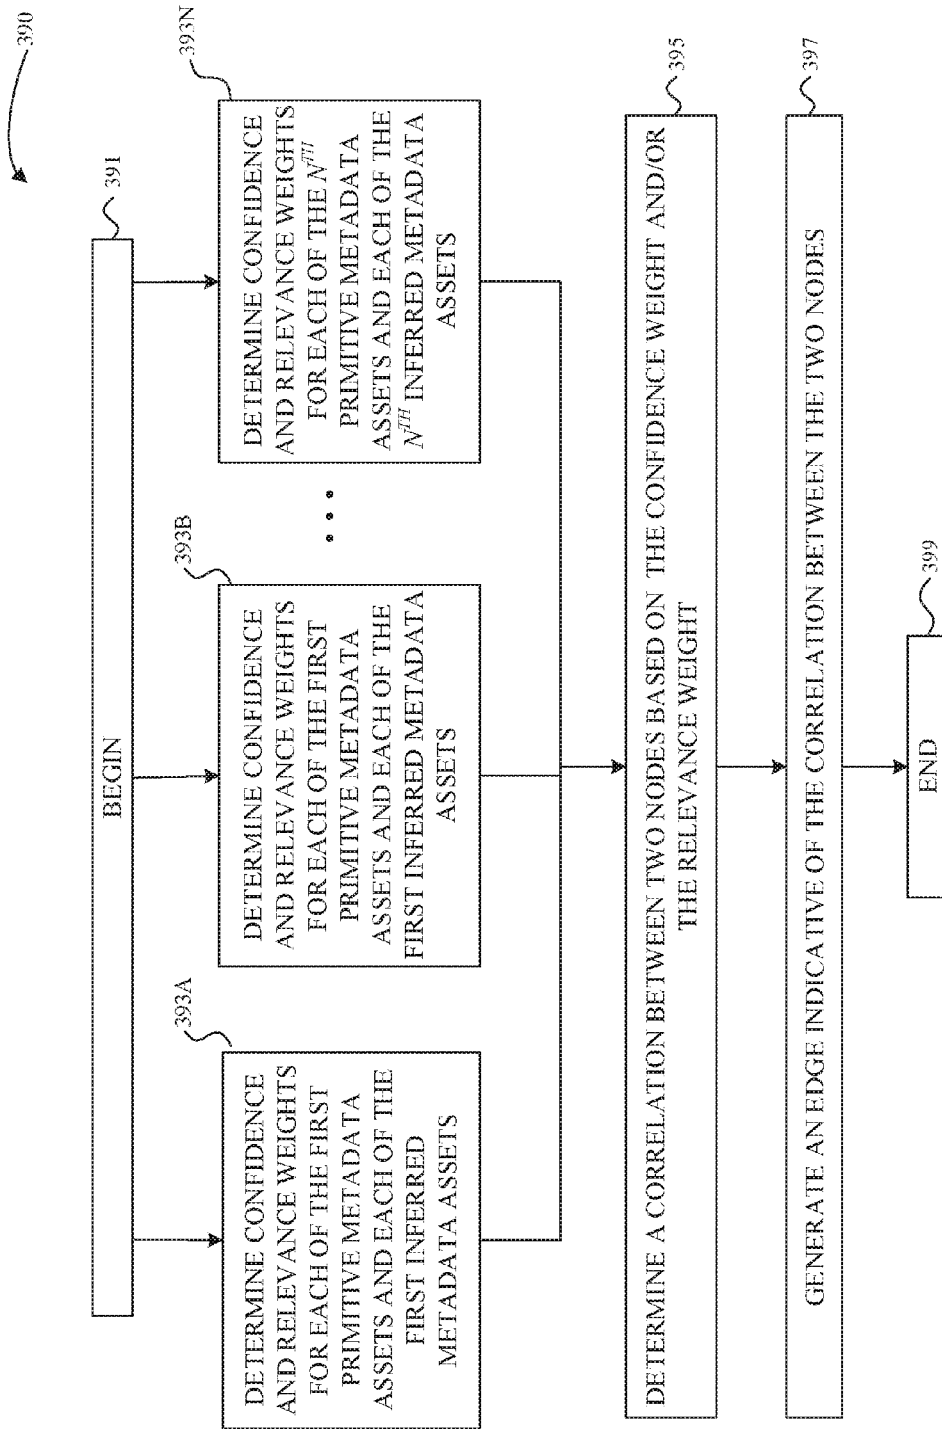 390
BEGIN
391
DETERMINE CONFIDENCE
AND RELEVANCE WEIGHTS
FOR EACH OF THE FIRST
PRIMITIVE METADATA
ASSETS AND EACH OF THE
FIRST INFERRED
METADATA ASSETS
393A
DETERMINE CONFIDENCE
AND RELEVANCE WEIGHTS
FOR EACH OF THE FIRST
PRIMITIVE METADATA
ASSETS AND EACH OF THE
FIRST INFERRED METADATA
ASSETS
393B
• • •
DETERMINE CONFIDENCE
AND RELEVANCE WEIGHTS
FOR EACH OF THE N^TH
PRIMITIVE METADATA
ASSETS AND EACH OF THE
N^TH INFERRED METADATA
ASSETS
393N
DETERMINE A CORRELATION BETWEEN TWO NODES BASED ON THE CONFIDENCE WEIGHT AND/OR
THE RELEVANCE WEIGHT
395
GENERATE AN EDGE INDICATIVE OF THE CORRELATION BETWEEN THE TWO NODES
397
END
399